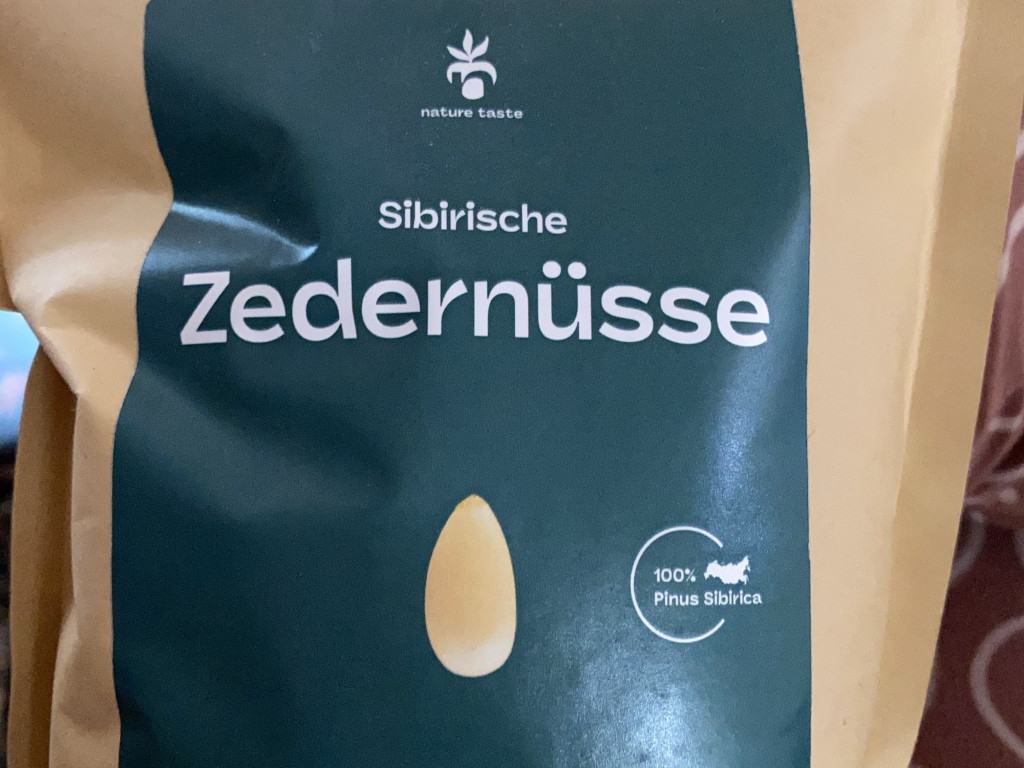 nature taste
Sibirische
Zedernüsse
100%
Pinus Sibirica